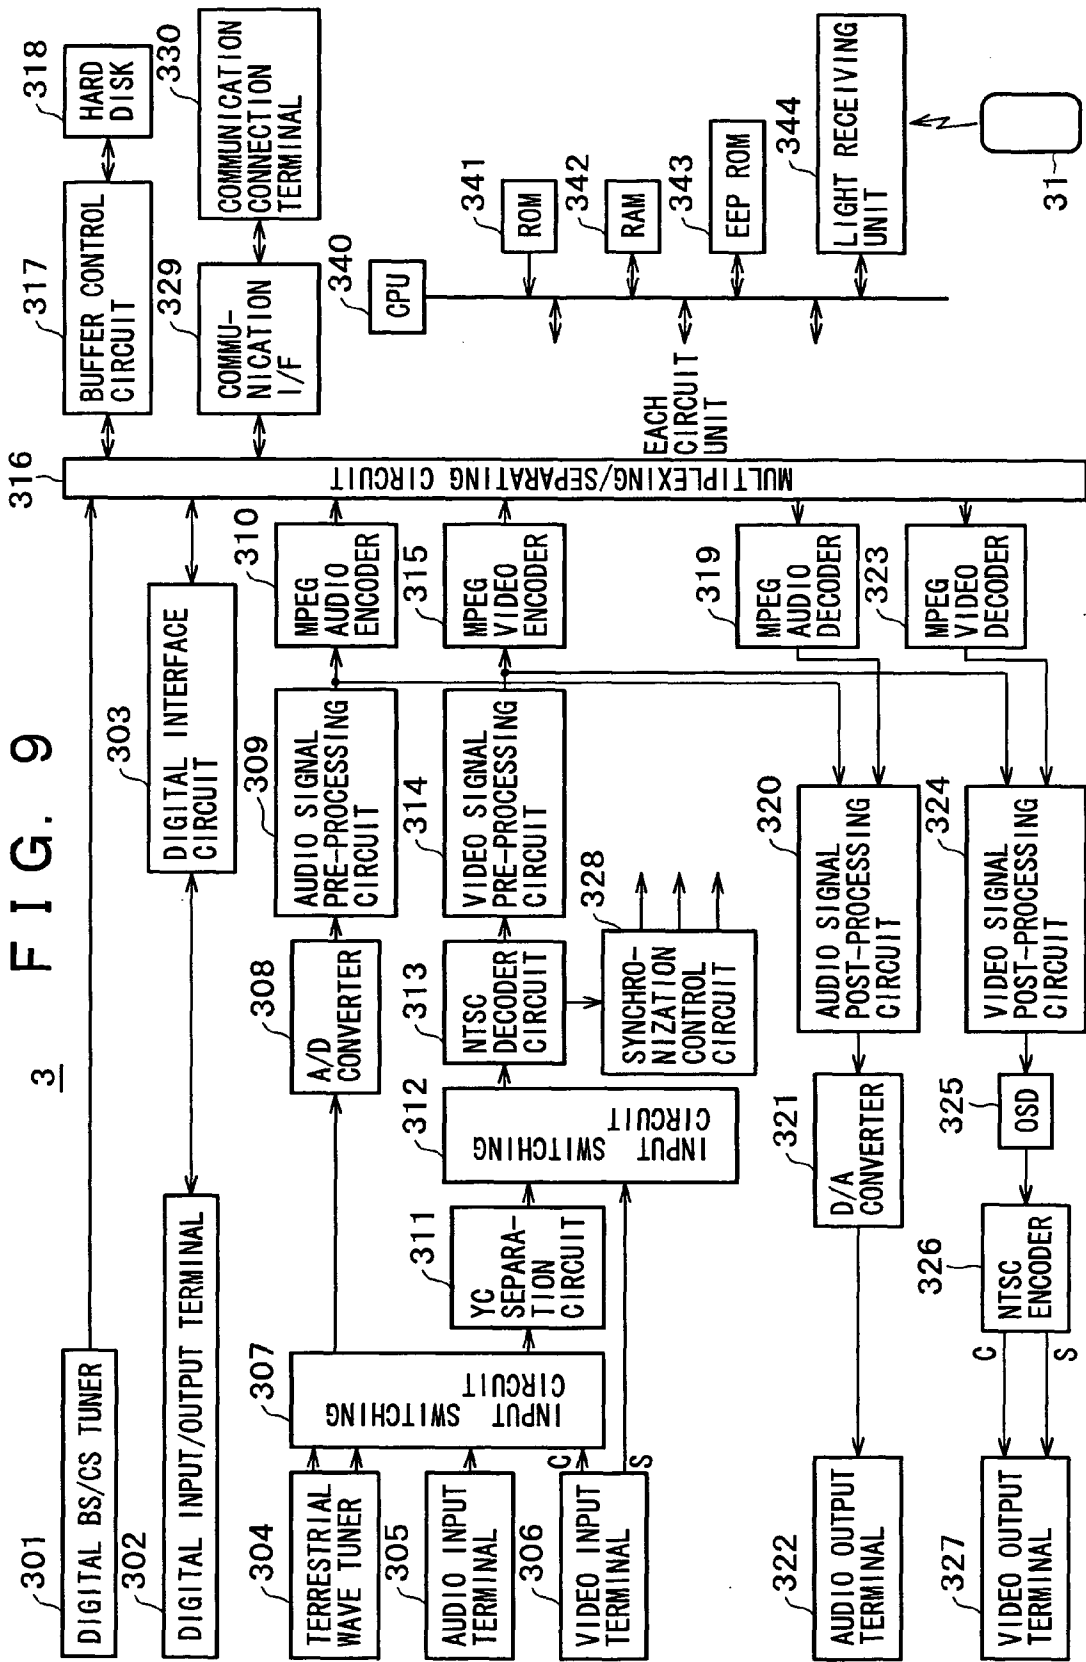 FIG. 9
3
301
DIGITAL BS/CS TUNER
302
DIGITAL INPUT/OUTPUT TERMINAL
303
DIGITAL INTERFACE
CIRCUIT
304
TERRESTRIAL
WAVE TUNER
305
AUDIO INPUT
TERMINAL
306
VIDEO INPUT
TERMINAL
C
S
307
INPUT SWITCHING
CIRCUIT
308
A/D
CONVERTER
309
AUDIO SIGNAL
PRE-PROCESSING
CIRCUIT
310
MPEG
AUDIO
ENCODER
311
YC
SEPARA-
TION
CIRCUIT
312
INPUT SWITCHING
CIRCUIT
313
NTSC
DECODER
CIRCUIT
314
VIDEO SIGNAL
PRE-PROCESSING
CIRCUIT
315
MPEG
VIDEO
ENCODER
328
SYNCHRO-
NIZATION
CONTROL
CIRCUIT
316
MULTIPLEXING/SEPARATING CIRCUIT
317
BUFFER CONTROL
CIRCUIT
318
HARD
DISK
329
COMMU-
NICATION
I/F
330
COMMUNICATION
CONNECTION
TERMINAL
319
MPEG
AUDIO
DECODER
320
AUDIO SIGNAL
POST-PROCESSING
CIRCUIT
321
D/A
CONVERTER
322
AUDIO OUTPUT
TERMINAL
323
MPEG
VIDEO
DECODER
324
VIDEO SIGNAL
POST-PROCESSING
CIRCUIT
325
OSD
326
NTSC
ENCODER
C
S
327
VIDEO OUTPUT
TERMINAL
340
CPU
341
ROM
342
RAM
343
EEP ROM
344
LIGHT RECEIVING
UNIT
31
EACH
CIRCUIT
UNIT